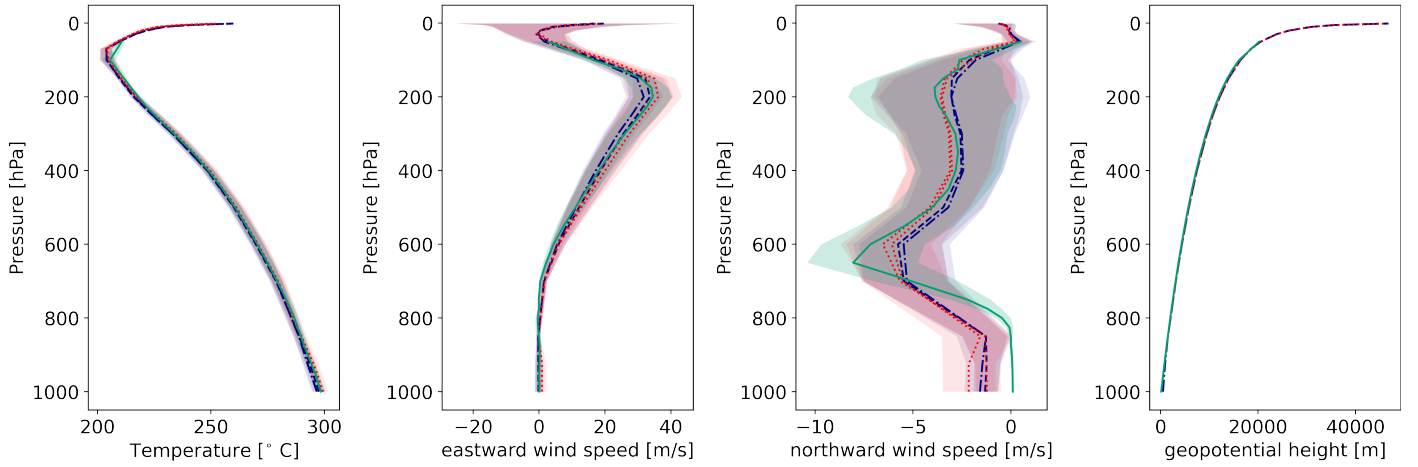 0
200
400
600
800
1000
Pressure [hPa]
200 250 300
Temperature [° C]
0
200
400
600
800
1000
Pressure [hPa]
−20 0 20 40
eastward wind speed [m/s]
0
200
400
600
800
1000
Pressure [hPa]
−10 −5 0
northward wind speed [m/s]
0
200
400
600
800
1000
Pressure [hPa]
0 20000 40000
geopotential height [m]